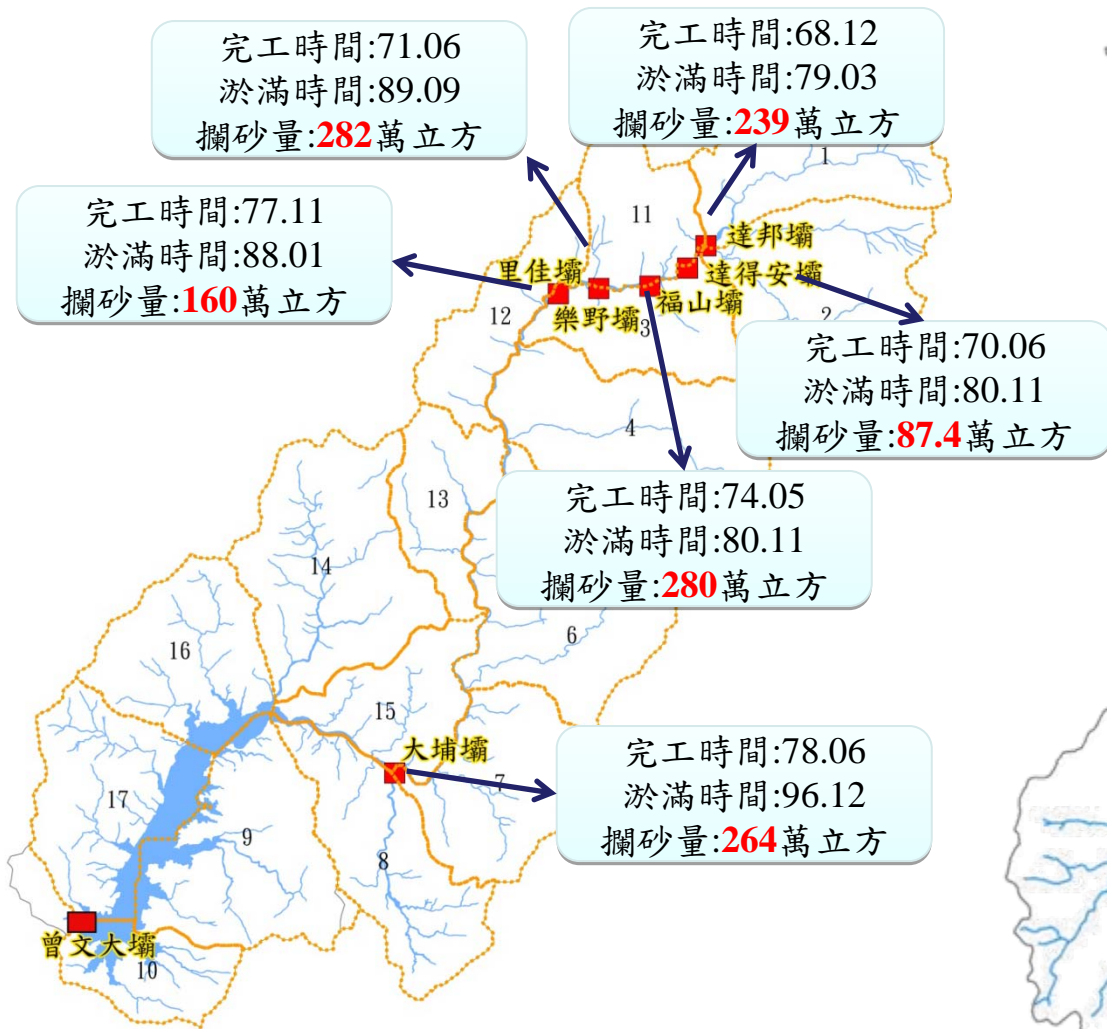 完工時間:71.06
淤滿時間:89.09
攔砂量:282萬立方
完工時間:68.12
淤滿時間:79.03
攔砂量:239萬立方
1
完工時間:77.11
淤滿時間:88.01
攔砂量:160萬立方
11
達邦壩
里佳壩
達得安壩
福山壩
樂野壩
12
3
2
完工時間:70.06
淤滿時間:80.11
攔砂量:87.4萬立方
4
完工時間:74.05
淤滿時間:80.11
攔砂量:280萬立方
13
14
6
16
15
大埔壩
7
完工時間:78.06
淤滿時間:96.12
攔砂量:264萬立方
17
9
8
曾文大壩
10